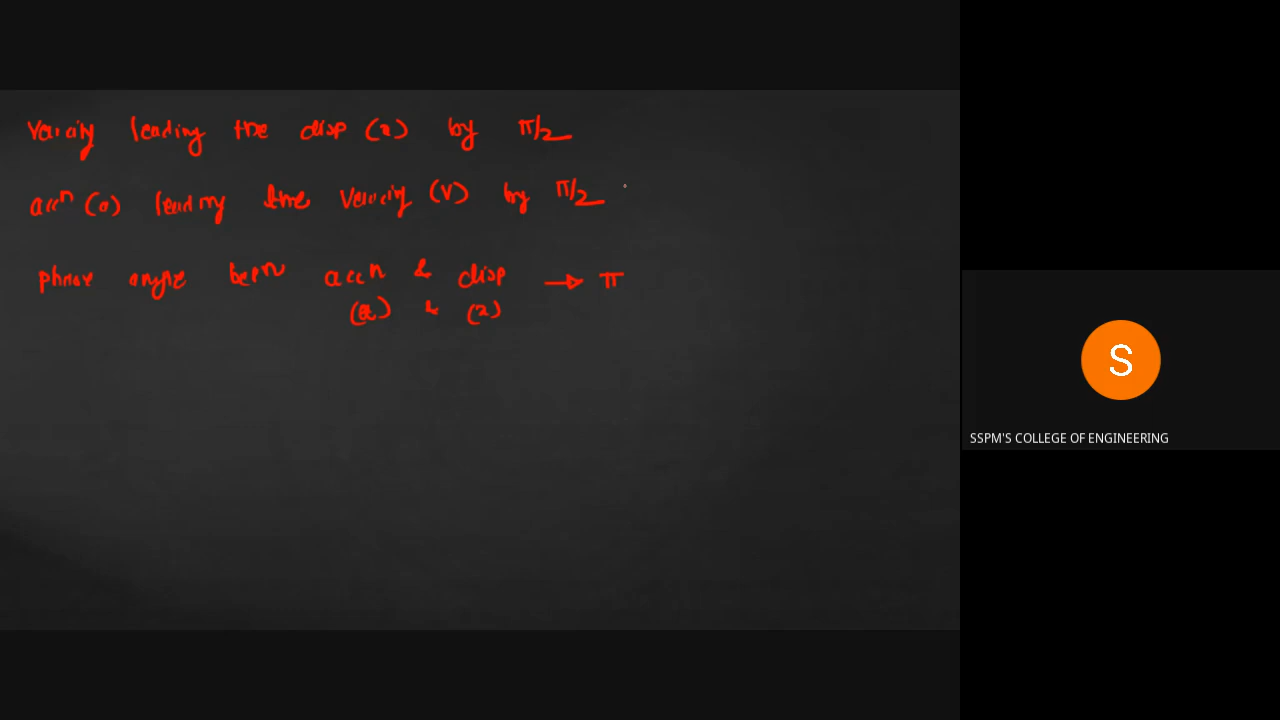 Velocity leading the disp (x) by π/2
accn (a) leading the velocity (V) by π/2
phase angle betn accn & disp → π
(a) & (x)
S
SSPM'S COLLEGE OF ENGINEERING